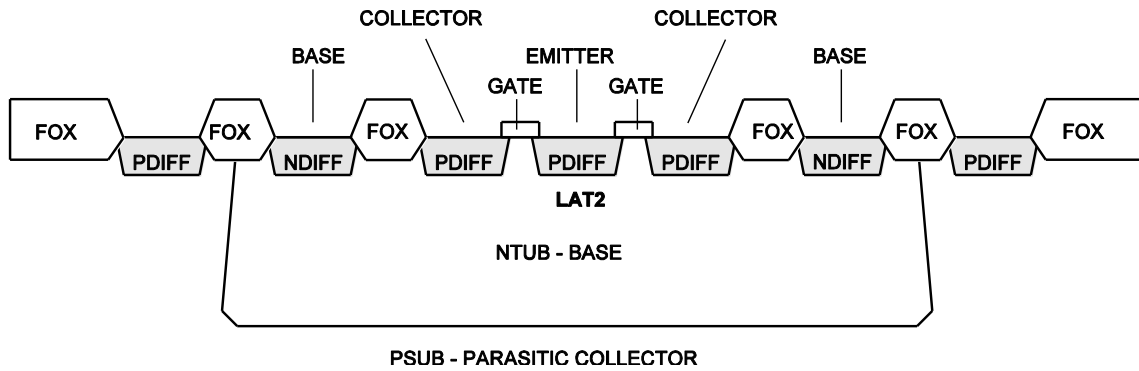 COLLECTOR COLLECTOR
BASE EMITTER BASE
GATE GATE
FOX FOX FOX FOX FOX FOX
PDIFF NDIFF PDIFF PDIFF PDIFF NDIFF PDIFF
LAT2
NTUB - BASE
PSUB - PARASITIC COLLECTOR